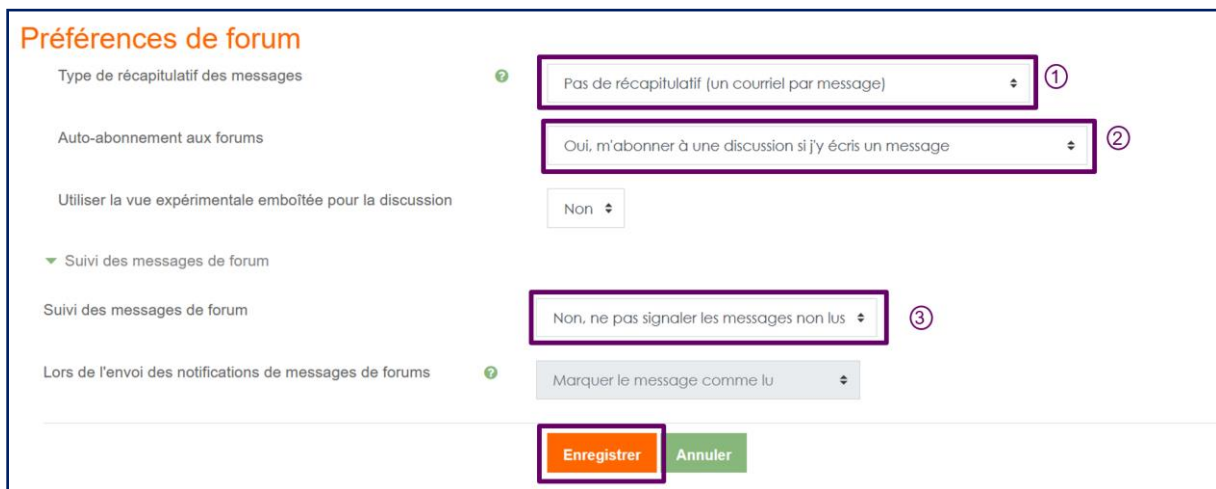 Préférences de forum
Type de récapitulatif des messages
Pas de récapitulatif (un courriel par message)
①
Auto-abonnement aux forums
Oui, m'abonner à une discussion si j'y écris un message
②
Utiliser la vue expérimentale emboîtée pour la discussion
Non
Suivi des messages de forum
Suivi des messages de forum
Non, ne pas signaler les messages non lus
③
Lors de l'envoi des notifications de messages de forums
Marquer le message comme lu
Enregistrer
Annuler